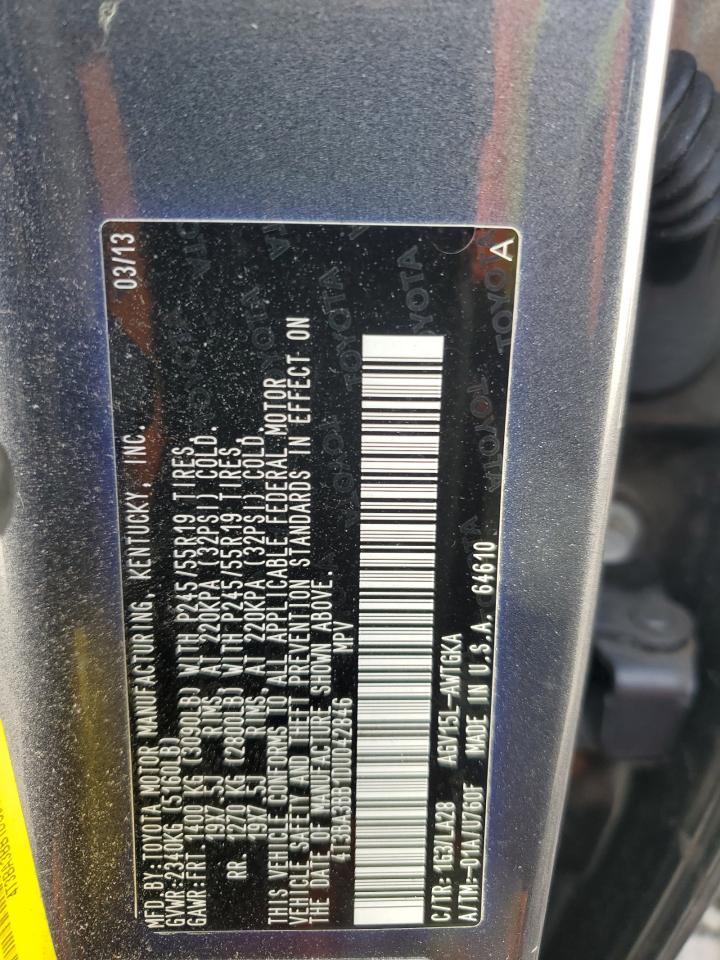 MFD.BY:TOYOTA MOTOR MANUFACTURING, KENTUCKY, INC. 03/13
GVWR:2340KG(5160LB)
GAWR:FRT. 1400 KG (3090LB) WITH P245/55R19 TIRES
19X7.5J RIMS AT 220KPA (32PSI) COLD.
RR. 1270 KG (2800LB) WITH P245/55R19 TIRES
19X7.5J RIMS, AT 220KPA (32PSI) COLD.
THIS VEHICLE CONFORMS TO ALL APPLICABLE FEDERAL MOTOR
VEHICLE SAFETY AND THEFT PREVENTION STANDARDS IN EFFECT ON
THE DATE OF MANUFACTURE SHOWN ABOVE.
4T3BA3BB1DU042846 MPV
C/TR: 1G3/LA28 AGV15L-AWTGKA
A/TM:-01A/U760F MADE IN U.S.A. 64610 A
TOYOTA
TOYOTA
TOYOTA
TOYOTA
TOYOTA